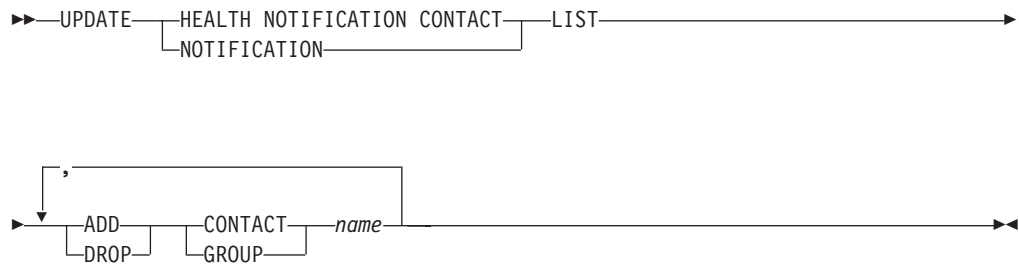 UPDATE HEALTH NOTIFICATION CONTACT LIST
NOTIFICATION
,
ADD CONTACT name
DROP GROUP